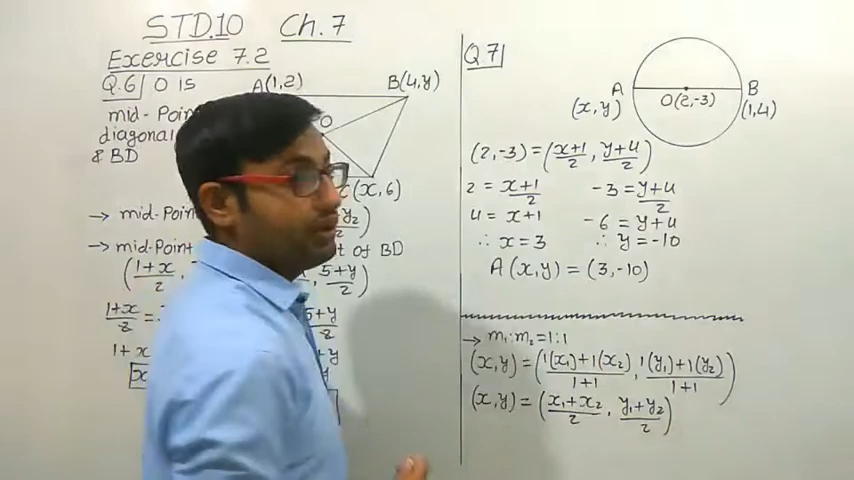 STD.10 Ch.7
Exercise 7.2
Q.6| O is
mid-Point
diagonal
& BD
A(1,2) B(4,y)
O
C(x,6)
→ mid-Point
→ mid-Point of BD
(1+x/2, , 5+y/2)
1+x/2 = 5+y/2
1+x +y
Q 7|
A B
(x,y) O(2,-3) (1,4)
(2,-3) = (x+1/2, y+4/2)
2 = x+1/2 -3 = y+4/2
4 = x+1 -6 = y+4
∴ x = 3 ∴ y = -10
A(x,y) = (3,-10)
→ m₁:m₂ = 1:1
(x,y) = (1(x₁)+1(x₂)/1+1, 1(y₁)+1(y₂)/1+1)
(x,y) = (x₁+x₂/2, y₁+y₂/2)